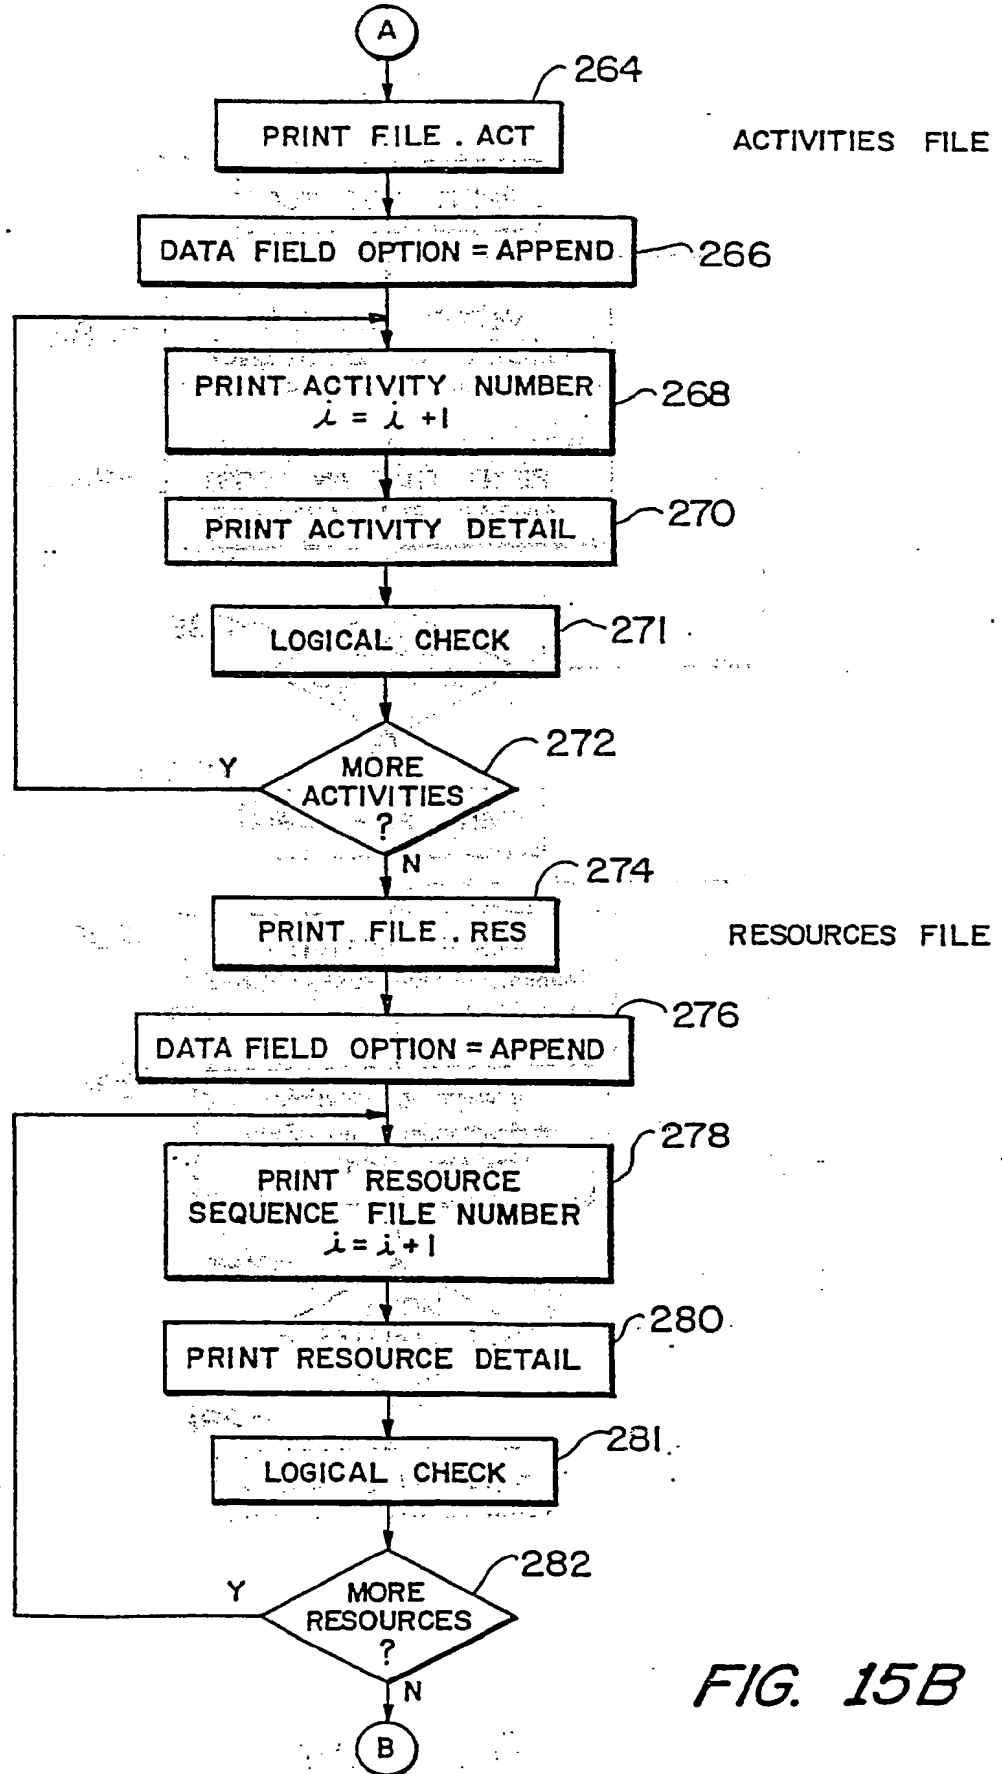 A
264
PRINT FILE . ACT
ACTIVITIES FILE
DATA FIELD OPTION = APPEND
266
PRINT ACTIVITY NUMBER
i = i +1
268
PRINT ACTIVITY DETAIL
270
LOGICAL CHECK
271
272
MORE
ACTIVITIES
?
Y
N
274
PRINT FILE . RES
RESOURCES FILE
276
DATA FIELD OPTION = APPEND
278
PRINT RESOURCE
SEQUENCE FILE NUMBER
i = i +1
280
PRINT RESOURCE DETAIL
281
LOGICAL CHECK
282
MORE
RESOURCES
?
Y
N
B
FIG. 15B